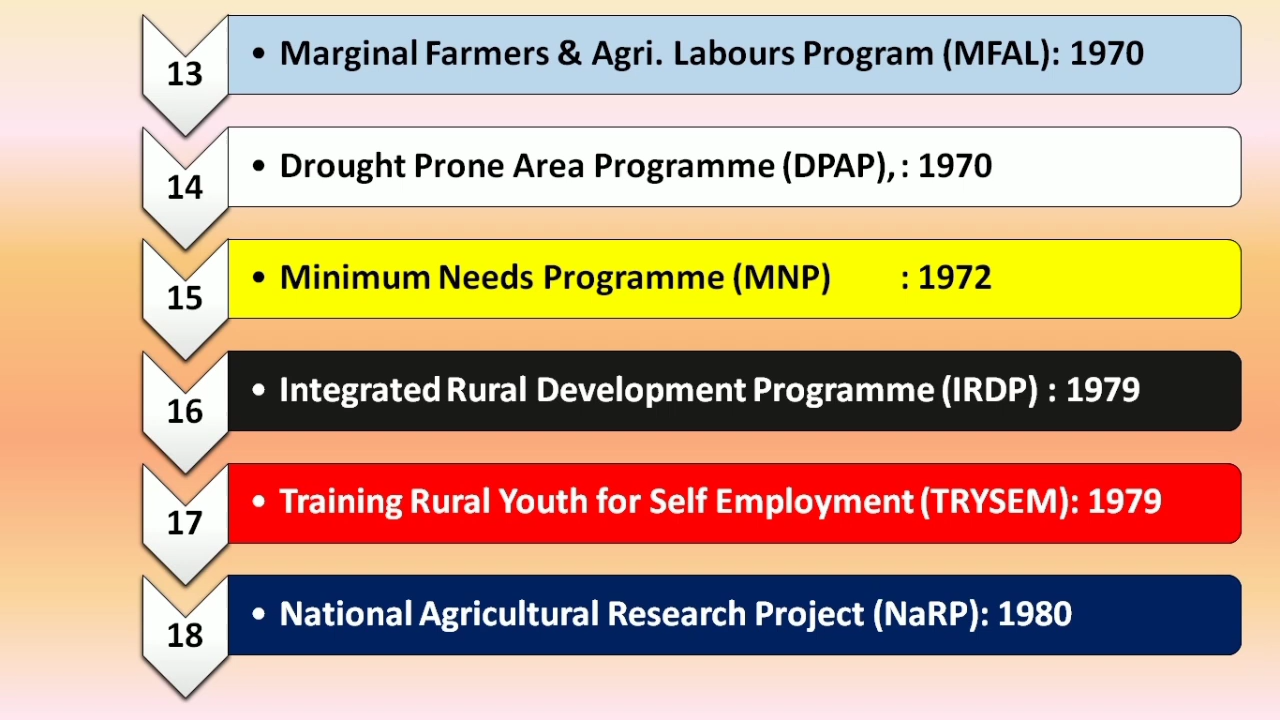 13 • Marginal Farmers & Agri. Labours Program (MFAL): 1970
14 • Drought Prone Area Programme (DPAP), : 1970
15 • Minimum Needs Programme (MNP) : 1972
16 • Integrated Rural Development Programme (IRDP) : 1979
17 • Training Rural Youth for Self Employment (TRYSEM): 1979
18 • National Agricultural Research Project (NaRP): 1980